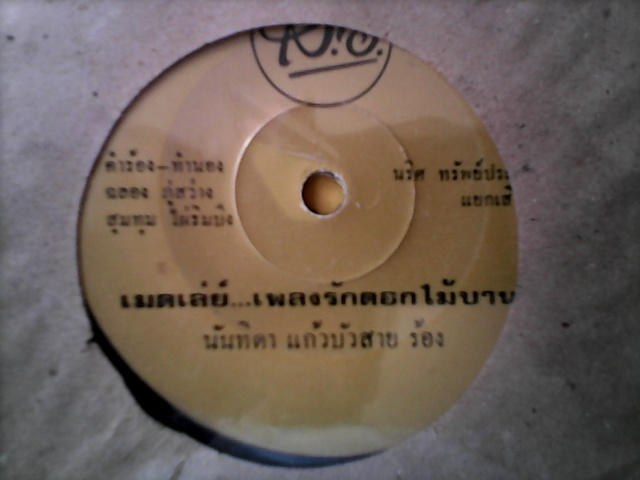 คำร้อง-ทำนอง
ฉลอง ภู่สว่าง
สุมทุม ไผ่ริมบึง
นริศ ทรัพย์ประ
แยกเสี
เมดเล่ย์...เพลงรักดอกไม้บาน
นันทิดา แก้วบัวสาย ร้อง